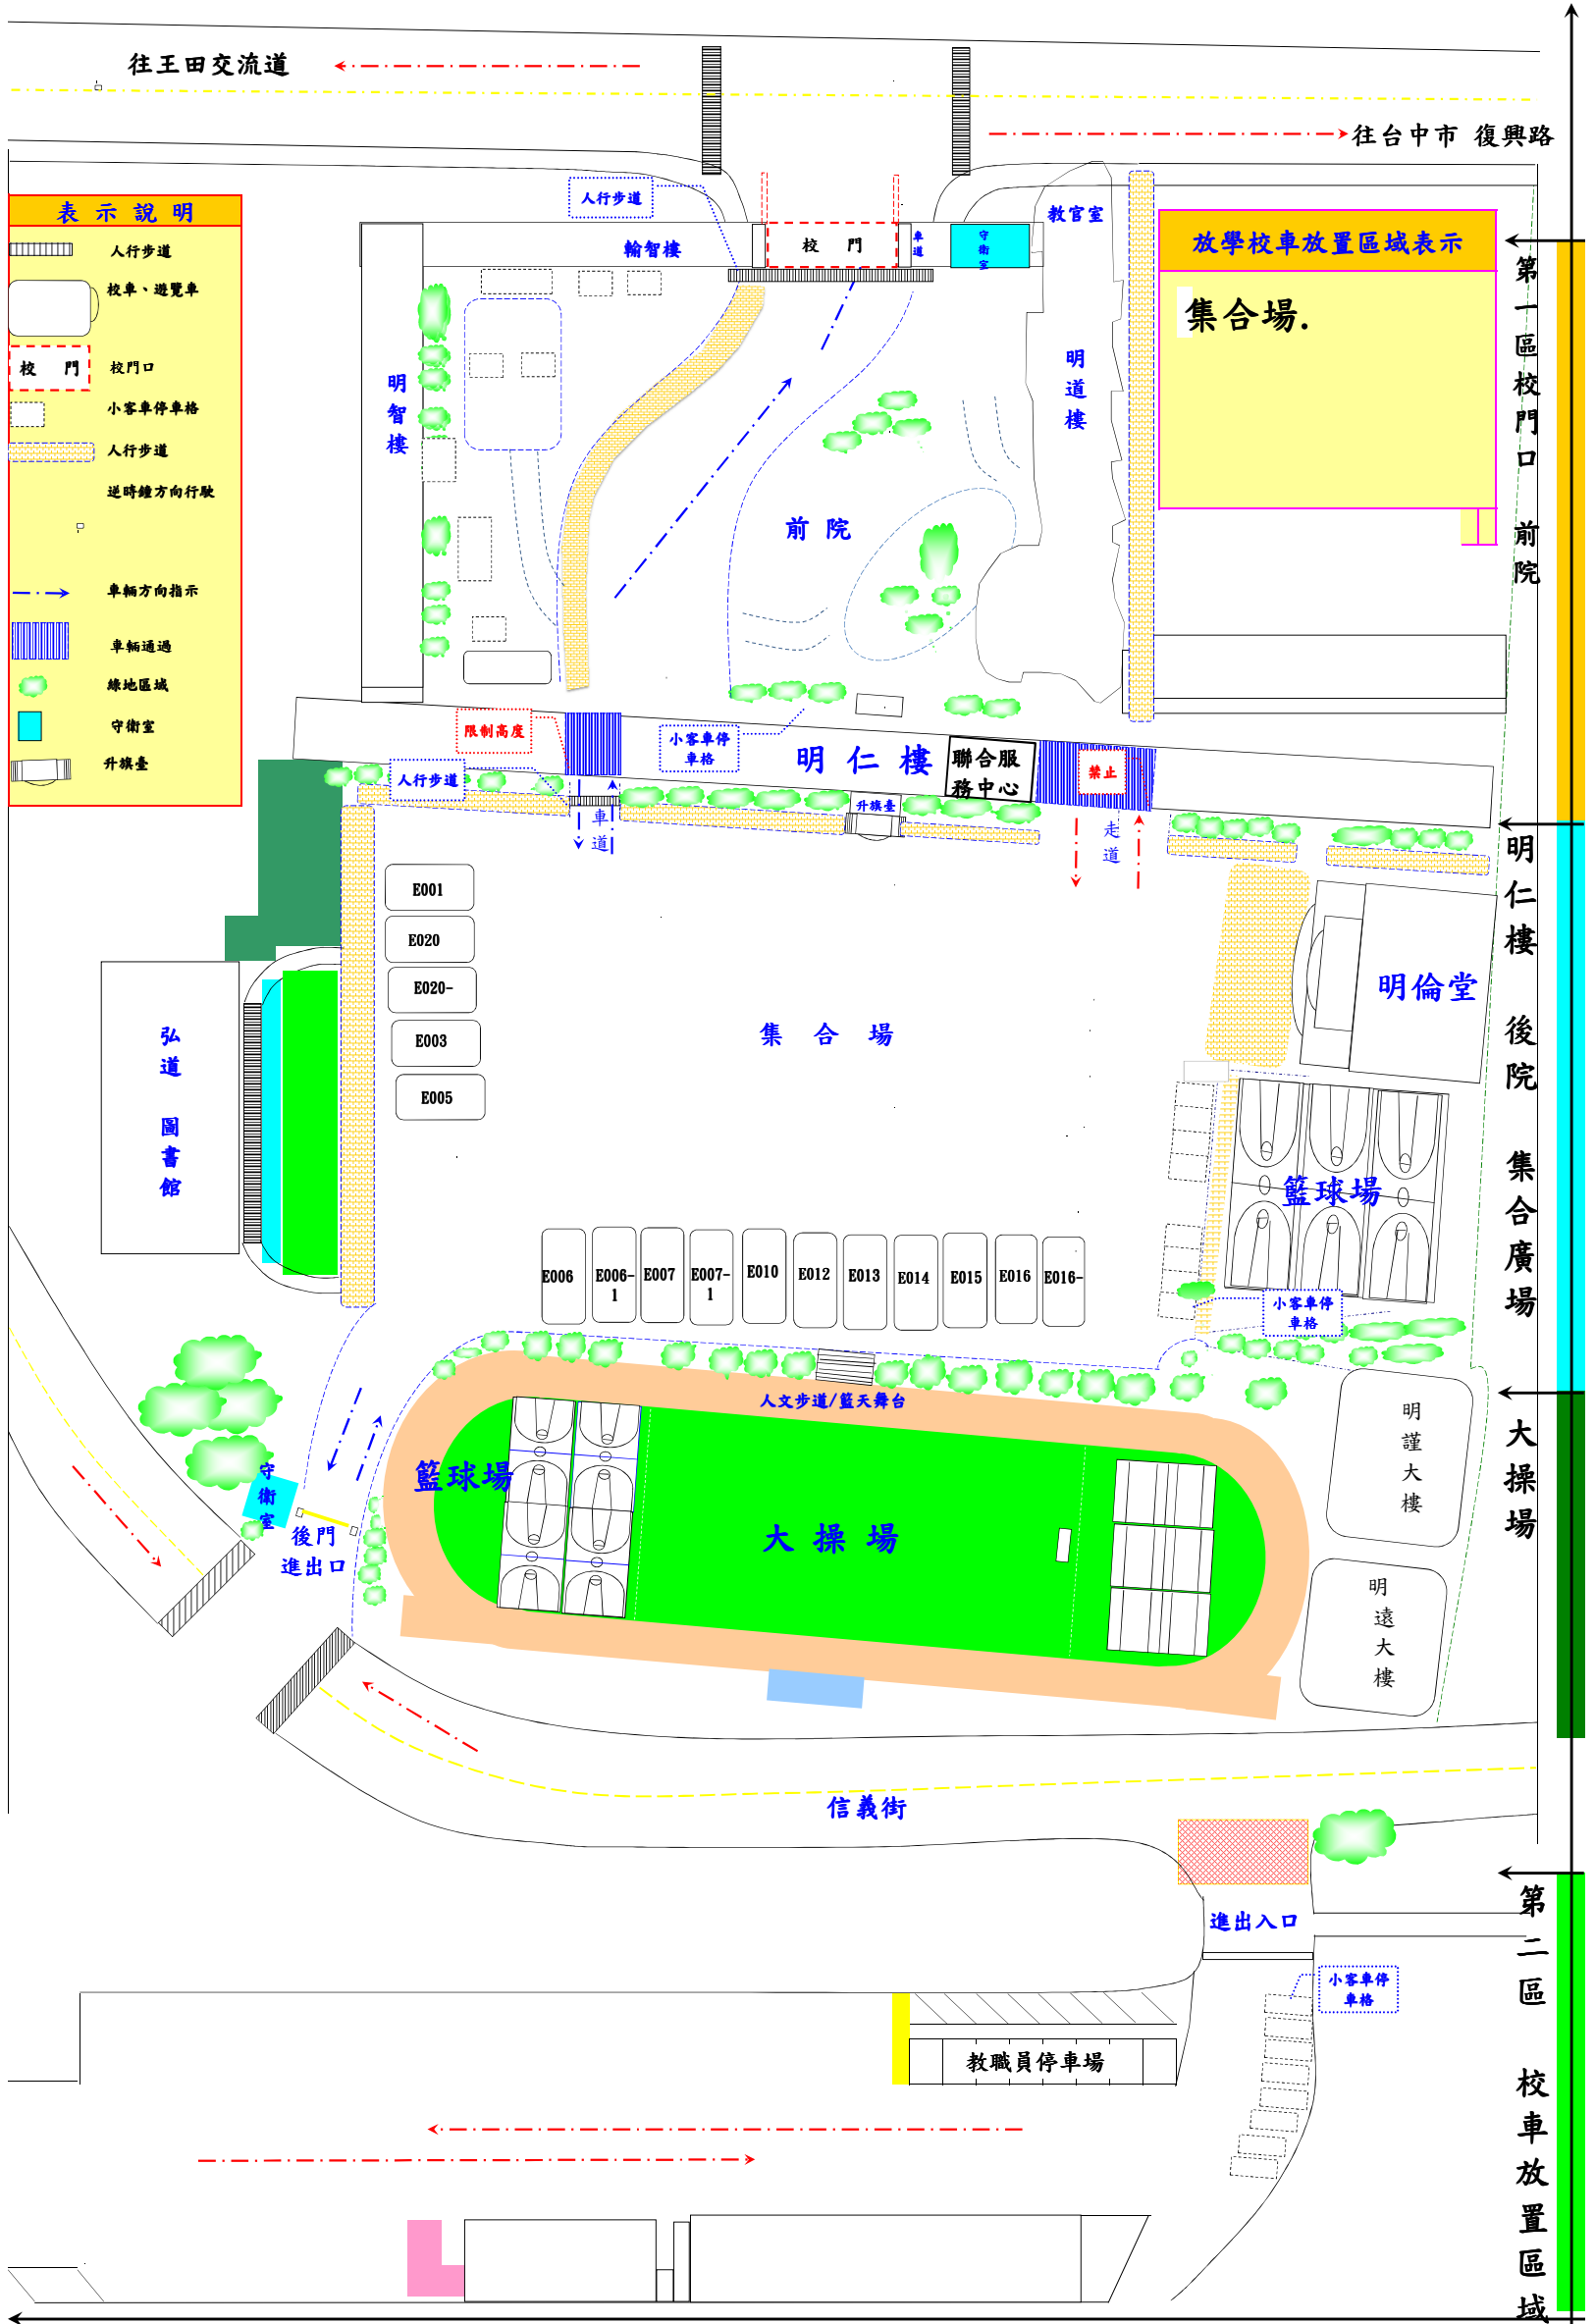 往王田交流道
往台中市 復興路
表 示 說 明
人行步道
校車、遊覽車
校 門
校門口
小客車停車格
人行步道
逆時鐘方向行駛
車輛方向指示
車輛通過
綠地區域
守衛室
升旗臺
人行步道
輸智樓
校 門
車道
守衛室
教官室
放學校車放置區域表示
集合場.
明智樓
明道樓
前 院
第一區校門口 前院
限制高度
小客車停
車格
明 仁 樓
聯合服
務中心
禁止
人行步道
車道
升旗臺
走道
明仁樓 後院 集合廣場
E001
E020
E020-
E003
E005
集 合 場
明倫堂
弘道 圖書館
籃球場
E006
E006-
1
E007
E007-
1
E010
E012
E013
E014
E015
E016
E016-
小客車停
車格
人文步道/籃天舞台
籃球場
大 操 場
守衛室
後門
進出口
明謹大樓
明遠大樓
大操場
信義街
進出入口
小客車停
車格
教職員停車場
第二區 校車放置區域